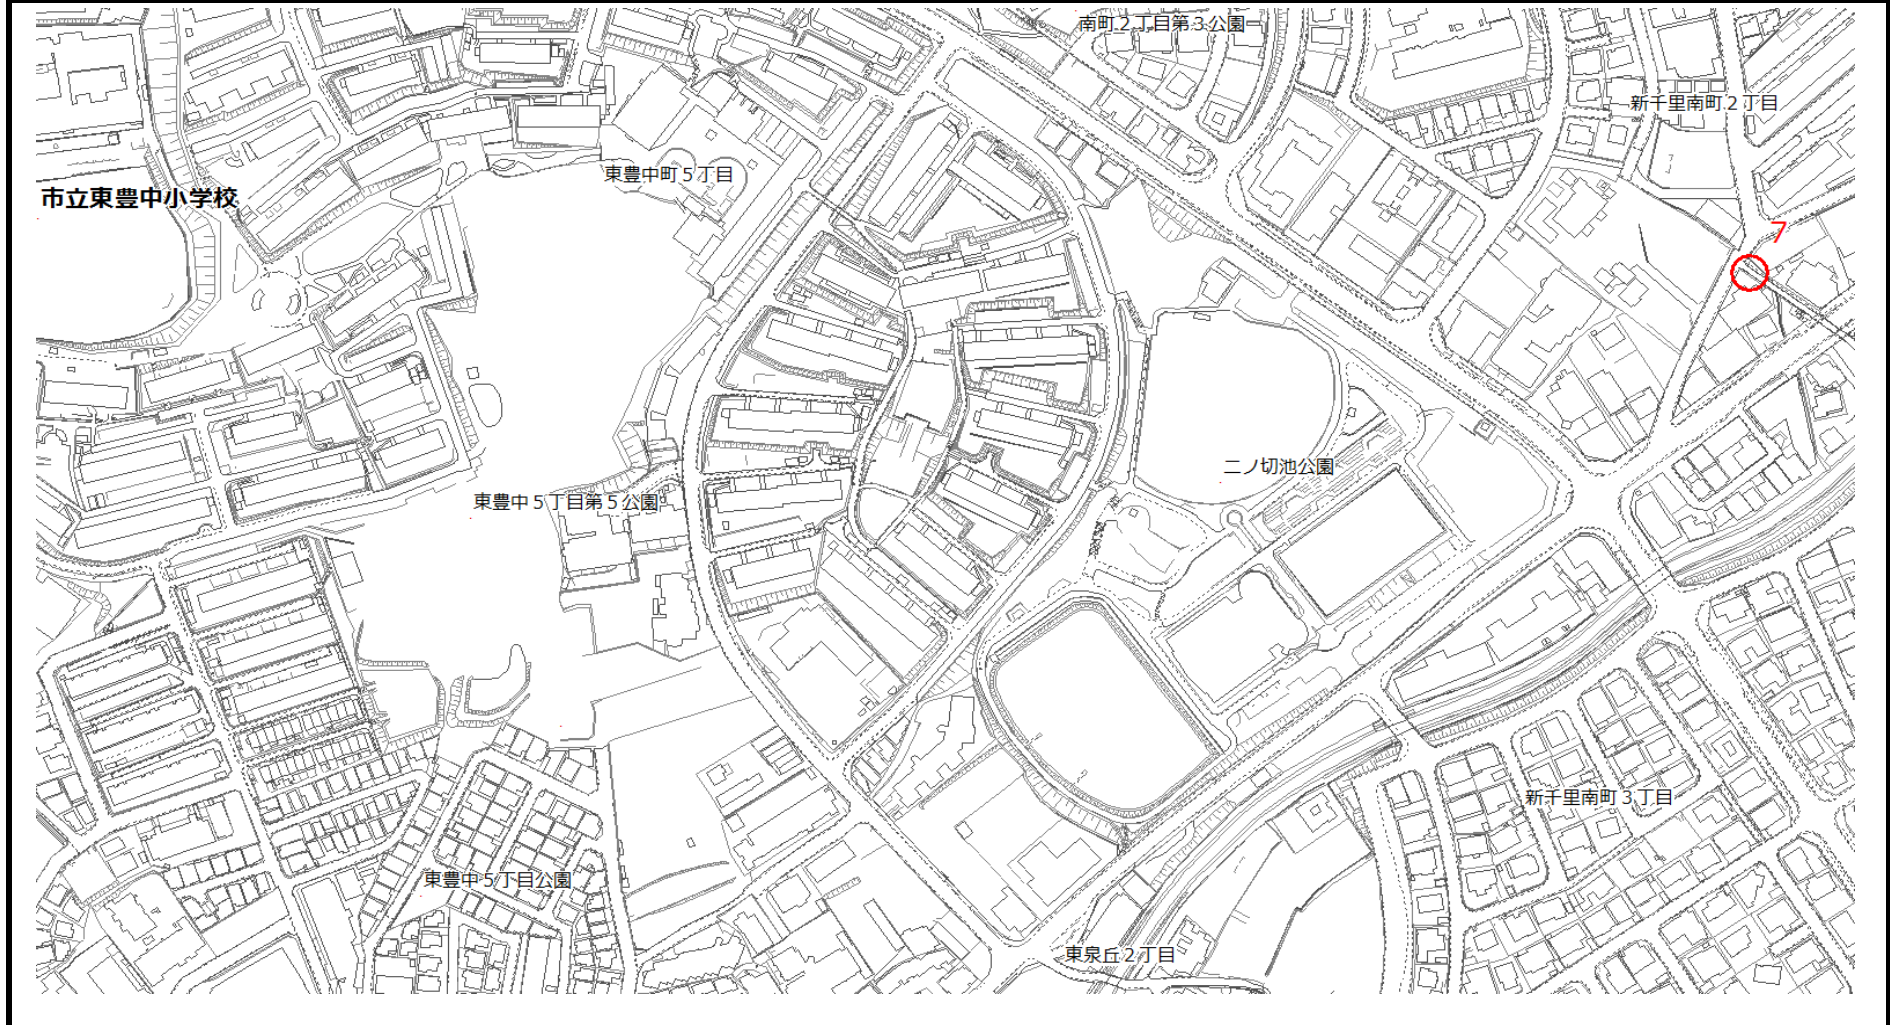 南町２丁目第３公園
新千里南町２丁目
東豊中町５丁目
市立東豊中小学校
7
二ノ切池公園
東豊中５丁目第５公園
新千里南町３丁目
東豊中５丁目公園
東泉丘２丁目